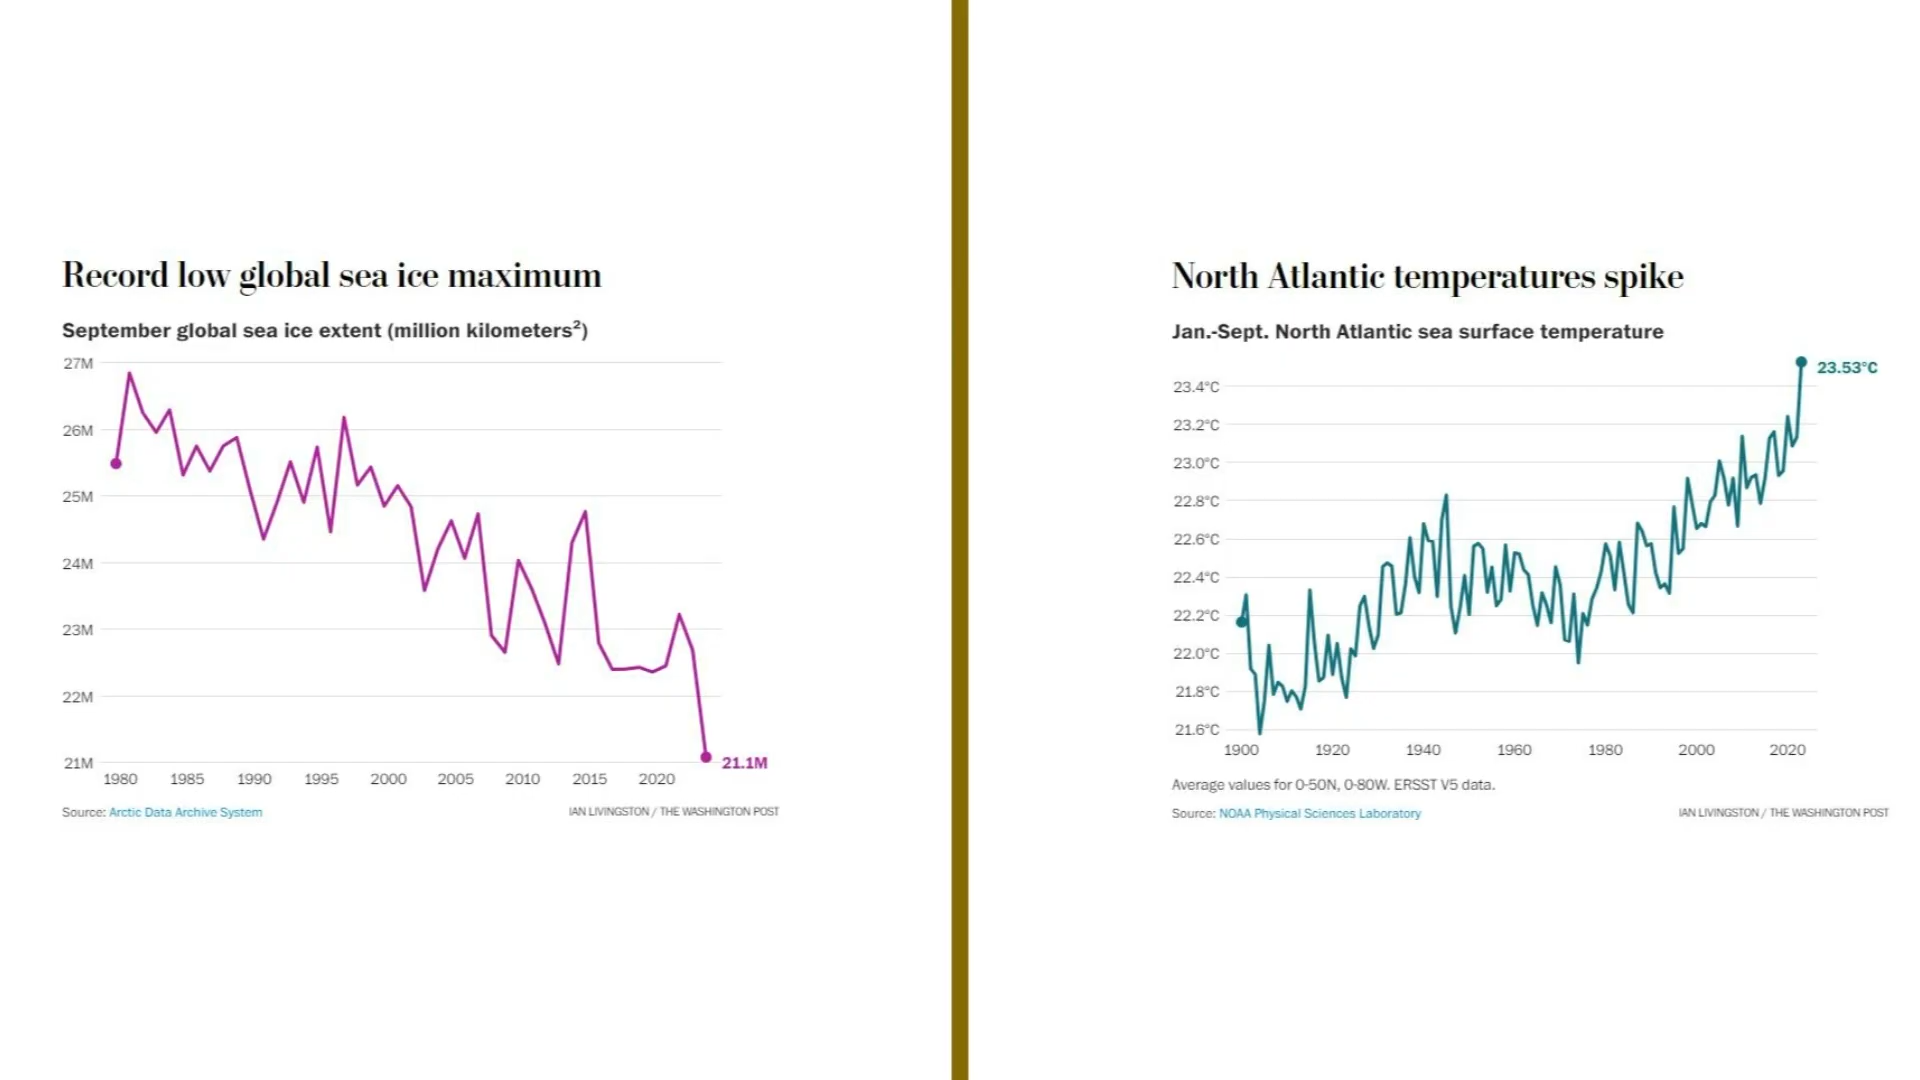 Record low global sea ice maximum
September global sea ice extent (million kilometers²)
27M
26M
25M
24M
23M
22M
21M
21.1M
1980 1985 1990 1995 2000 2005 2010 2015 2020
Source: Arctic Data Archive System IAN LIVINGSTON / THE WASHINGTON POST
North Atlantic temperatures spike
Jan.-Sept. North Atlantic sea surface temperature
23.53°C
23.4°C
23.2°C
23.0°C
22.8°C
22.6°C
22.4°C
22.2°C
22.0°C
21.8°C
21.6°C
1900 1920 1940 1960 1980 2000 2020
Average values for 0-50N, 0-80W. ERSST V5 data.
Source: NOAA Physical Sciences Laboratory IAN LIVINGSTON / THE WASHINGTON POST